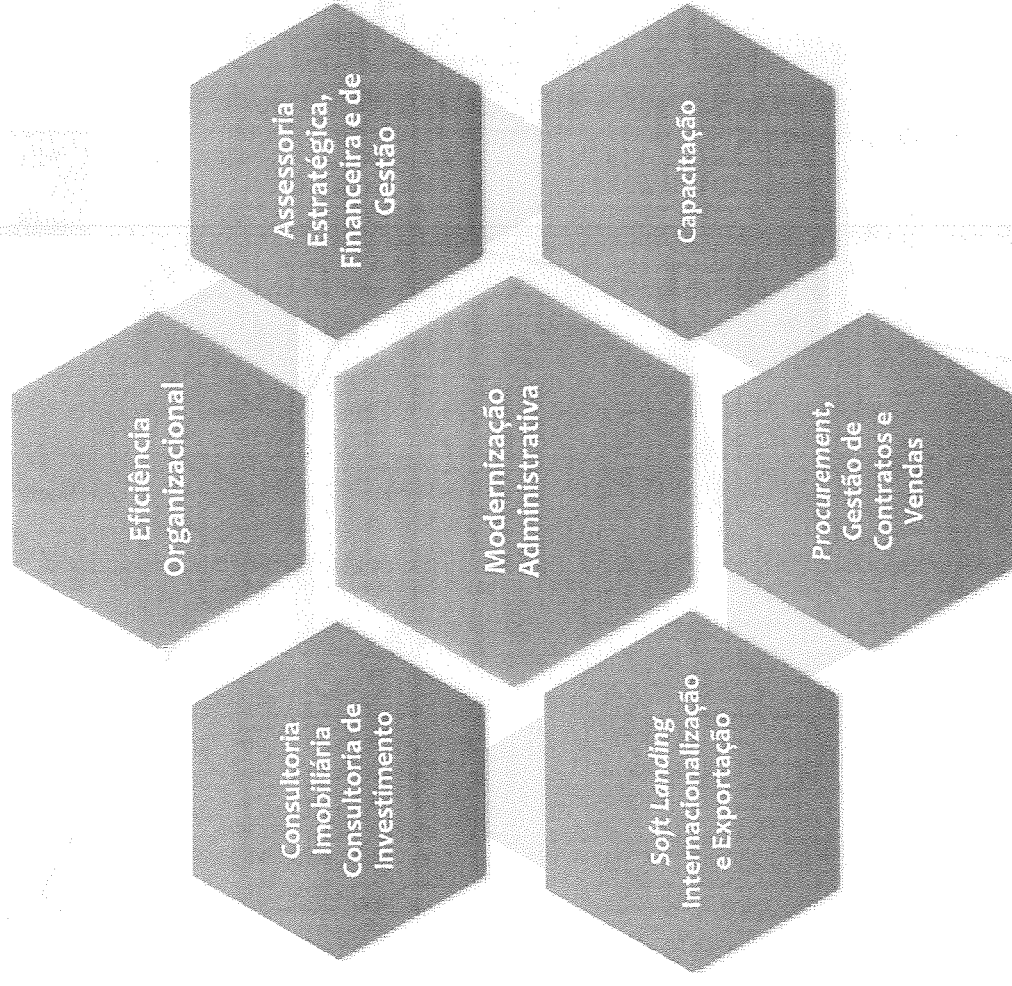 Eficiência
Organizacional
Consultoria
Imobiliária
Consultoria de
Investimento
Assessoria
Estratégica,
Financeira e de
Gestão
Modernização
Administrativa
Soft Landing
Internacionalização
e Exportação
Capacitação
Procurement,
Gestão de
Contratos e
Vendas